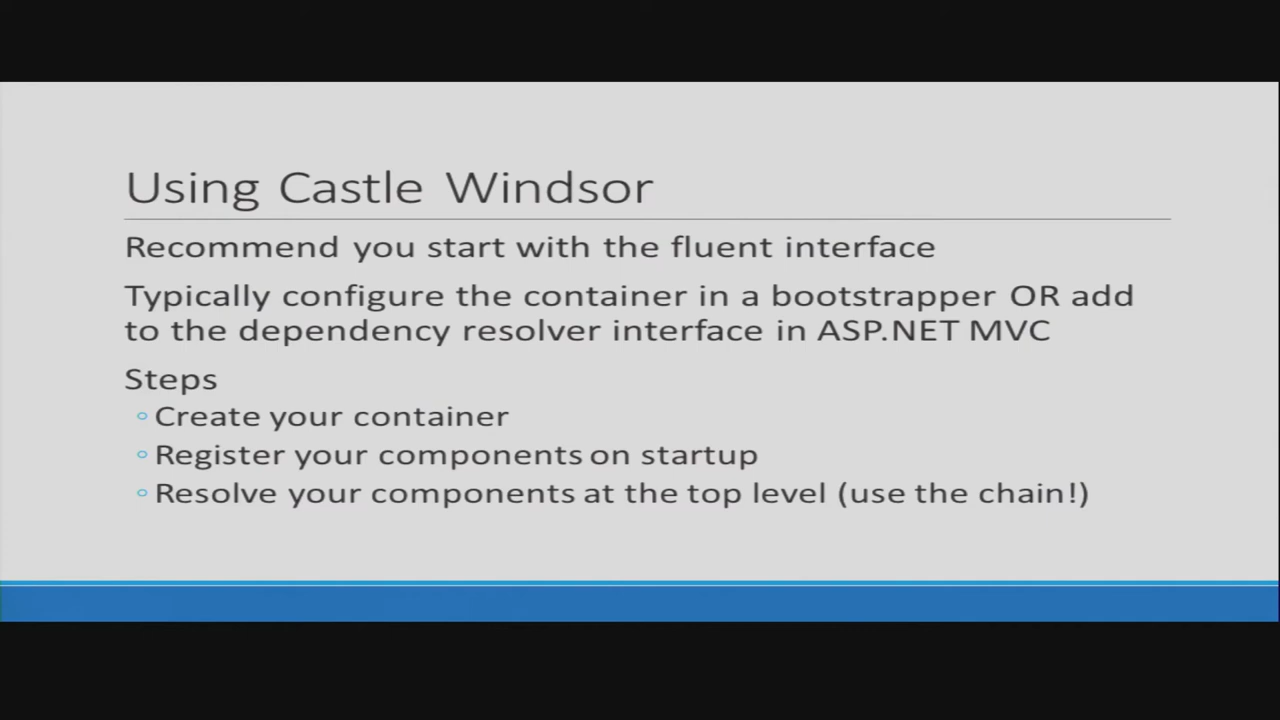 Using Castle Windsor
Recommend you start with the fluent interface
Typically configure the container in a bootstrapper OR add
to the dependency resolver interface in ASP.NET MVC
Steps
◦ Create your container
◦ Register your components on startup
◦ Resolve your components at the top level (use the chain!)